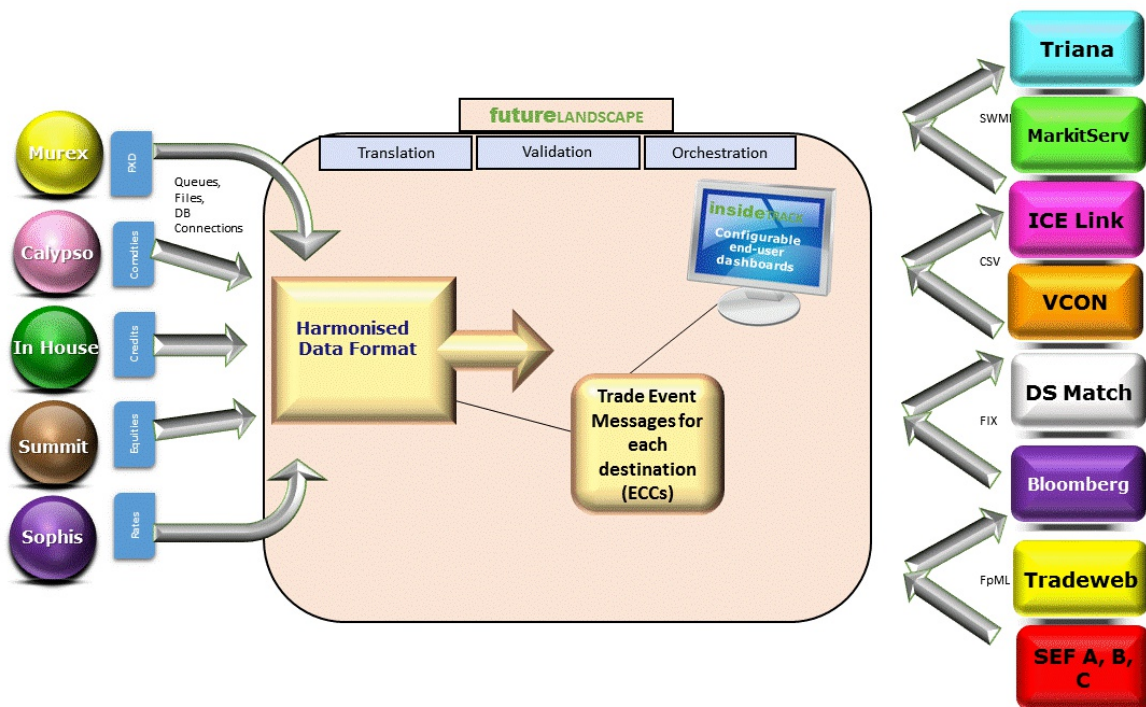 futureLANDSCAPE
Translation
Validation
Orchestration
Murex
Calypso
In House
Summit
Sophis
FXD
Comdties
Credits
Equities
Rates
Queues,
Files,
DB
Connections
Harmonised
Data Format
insideTRACK
Configurable
end-user
dashboards
Trade Event
Messages for
each
destination
(ECCs)
SWML
CSV
FIX
FpML
Triana
MarkitServ
ICE Link
VCON
DS Match
Bloomberg
Tradeweb
SEF A, B,
C